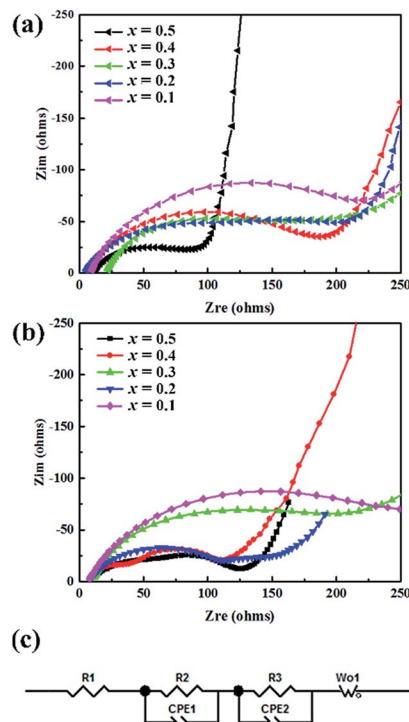 (a)
-250
-200
-150
-100
-50
0
Zim (ohms)
x = 0.5
x = 0.4
x = 0.3
x = 0.2
x = 0.1
0 50 100 150 200 250
Zre (ohms)
(b)
-250
-200
-150
-100
-50
0
Zim (ohms)
x = 0.5
x = 0.4
x = 0.3
x = 0.2
x = 0.1
0 50 100 150 200 250
Zre (ohms)
(c)
R1 R2 R3 Wo1
CPE1 CPE2